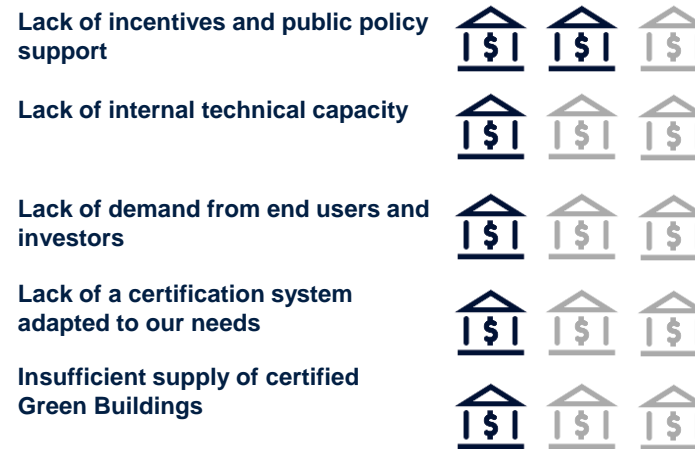 Lack of incentives and public policy
support
$ $ $
Lack of internal technical capacity
$ $ $
Lack of demand from end users and
investors
$ $ $
Lack of a certification system
adapted to our needs
$ $ $
Insufficient supply of certified
Green Buildings
$ $ $